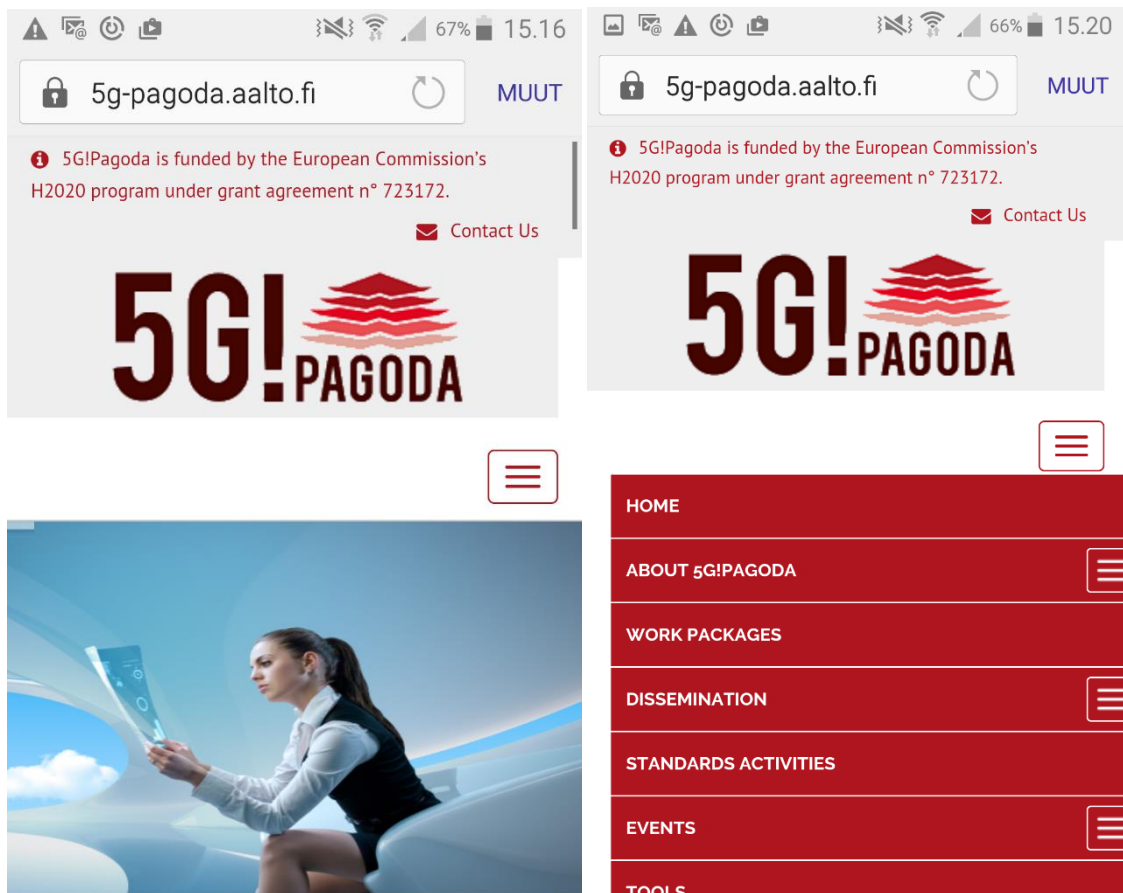 67% 15.16
5g-pagoda.aalto.fi MUUT
5G!Pagoda is funded by the European Commission's
H2020 program under grant agreement n° 723172.
Contact Us
5G! PAGODA
66% 15.20
5g-pagoda.aalto.fi MUUT
5G!Pagoda is funded by the European Commission's
H2020 program under grant agreement n° 723172.
Contact Us
5G! PAGODA
HOME
ABOUT 5G!PAGODA
WORK PACKAGES
DISSEMINATION
STANDARDS ACTIVITIES
EVENTS
TOOLS